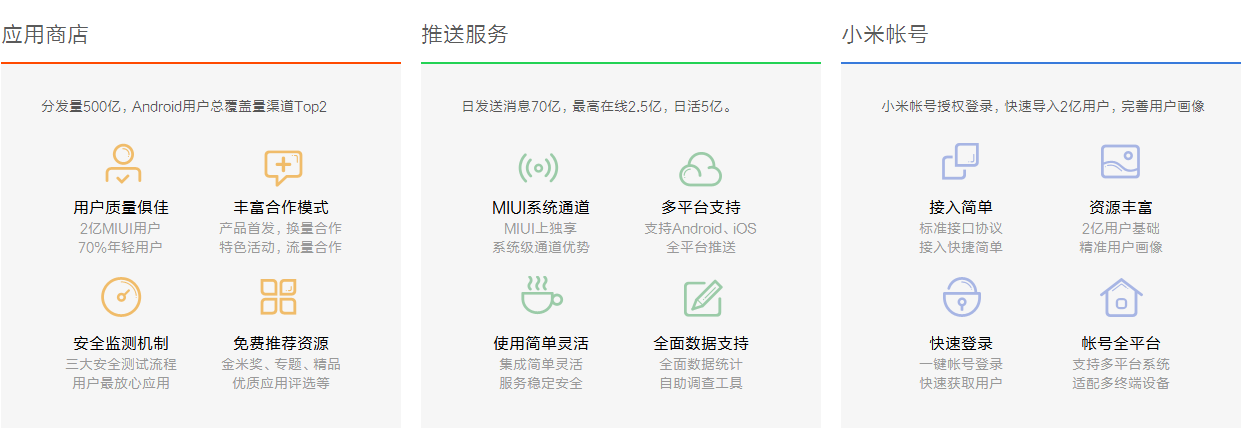 应用商店
分发量500亿，Android用户总覆盖量渠道Top2
用户质量俱佳
2亿MIUI用户
70%年轻用户
丰富合作模式
产品首发，换量合作
特色活动，流量合作
安全监测机制
三大安全测试流程
用户最放心应用
免费推荐资源
金米奖、专题、精品
优质应用评选等
推送服务
日发送消息70亿，最高在线2.5亿，日活5亿。
MIUI系统通道
MIUI上独享
系统级通道优势
多平台支持
支持Android、iOS
全平台推送
使用简单灵活
集成简单灵活
服务稳定安全
全面数据支持
全面数据统计
自助调查工具
小米帐号
小米帐号授权登录，快速导入2亿用户，完善用户画像
接入简单
标准接口协议
接入快捷简单
资源丰富
2亿用户基础
精准用户画像
快速登录
一键帐号登录
快速获取用户
帐号全平台
支持多平台系统
适配多终端设备